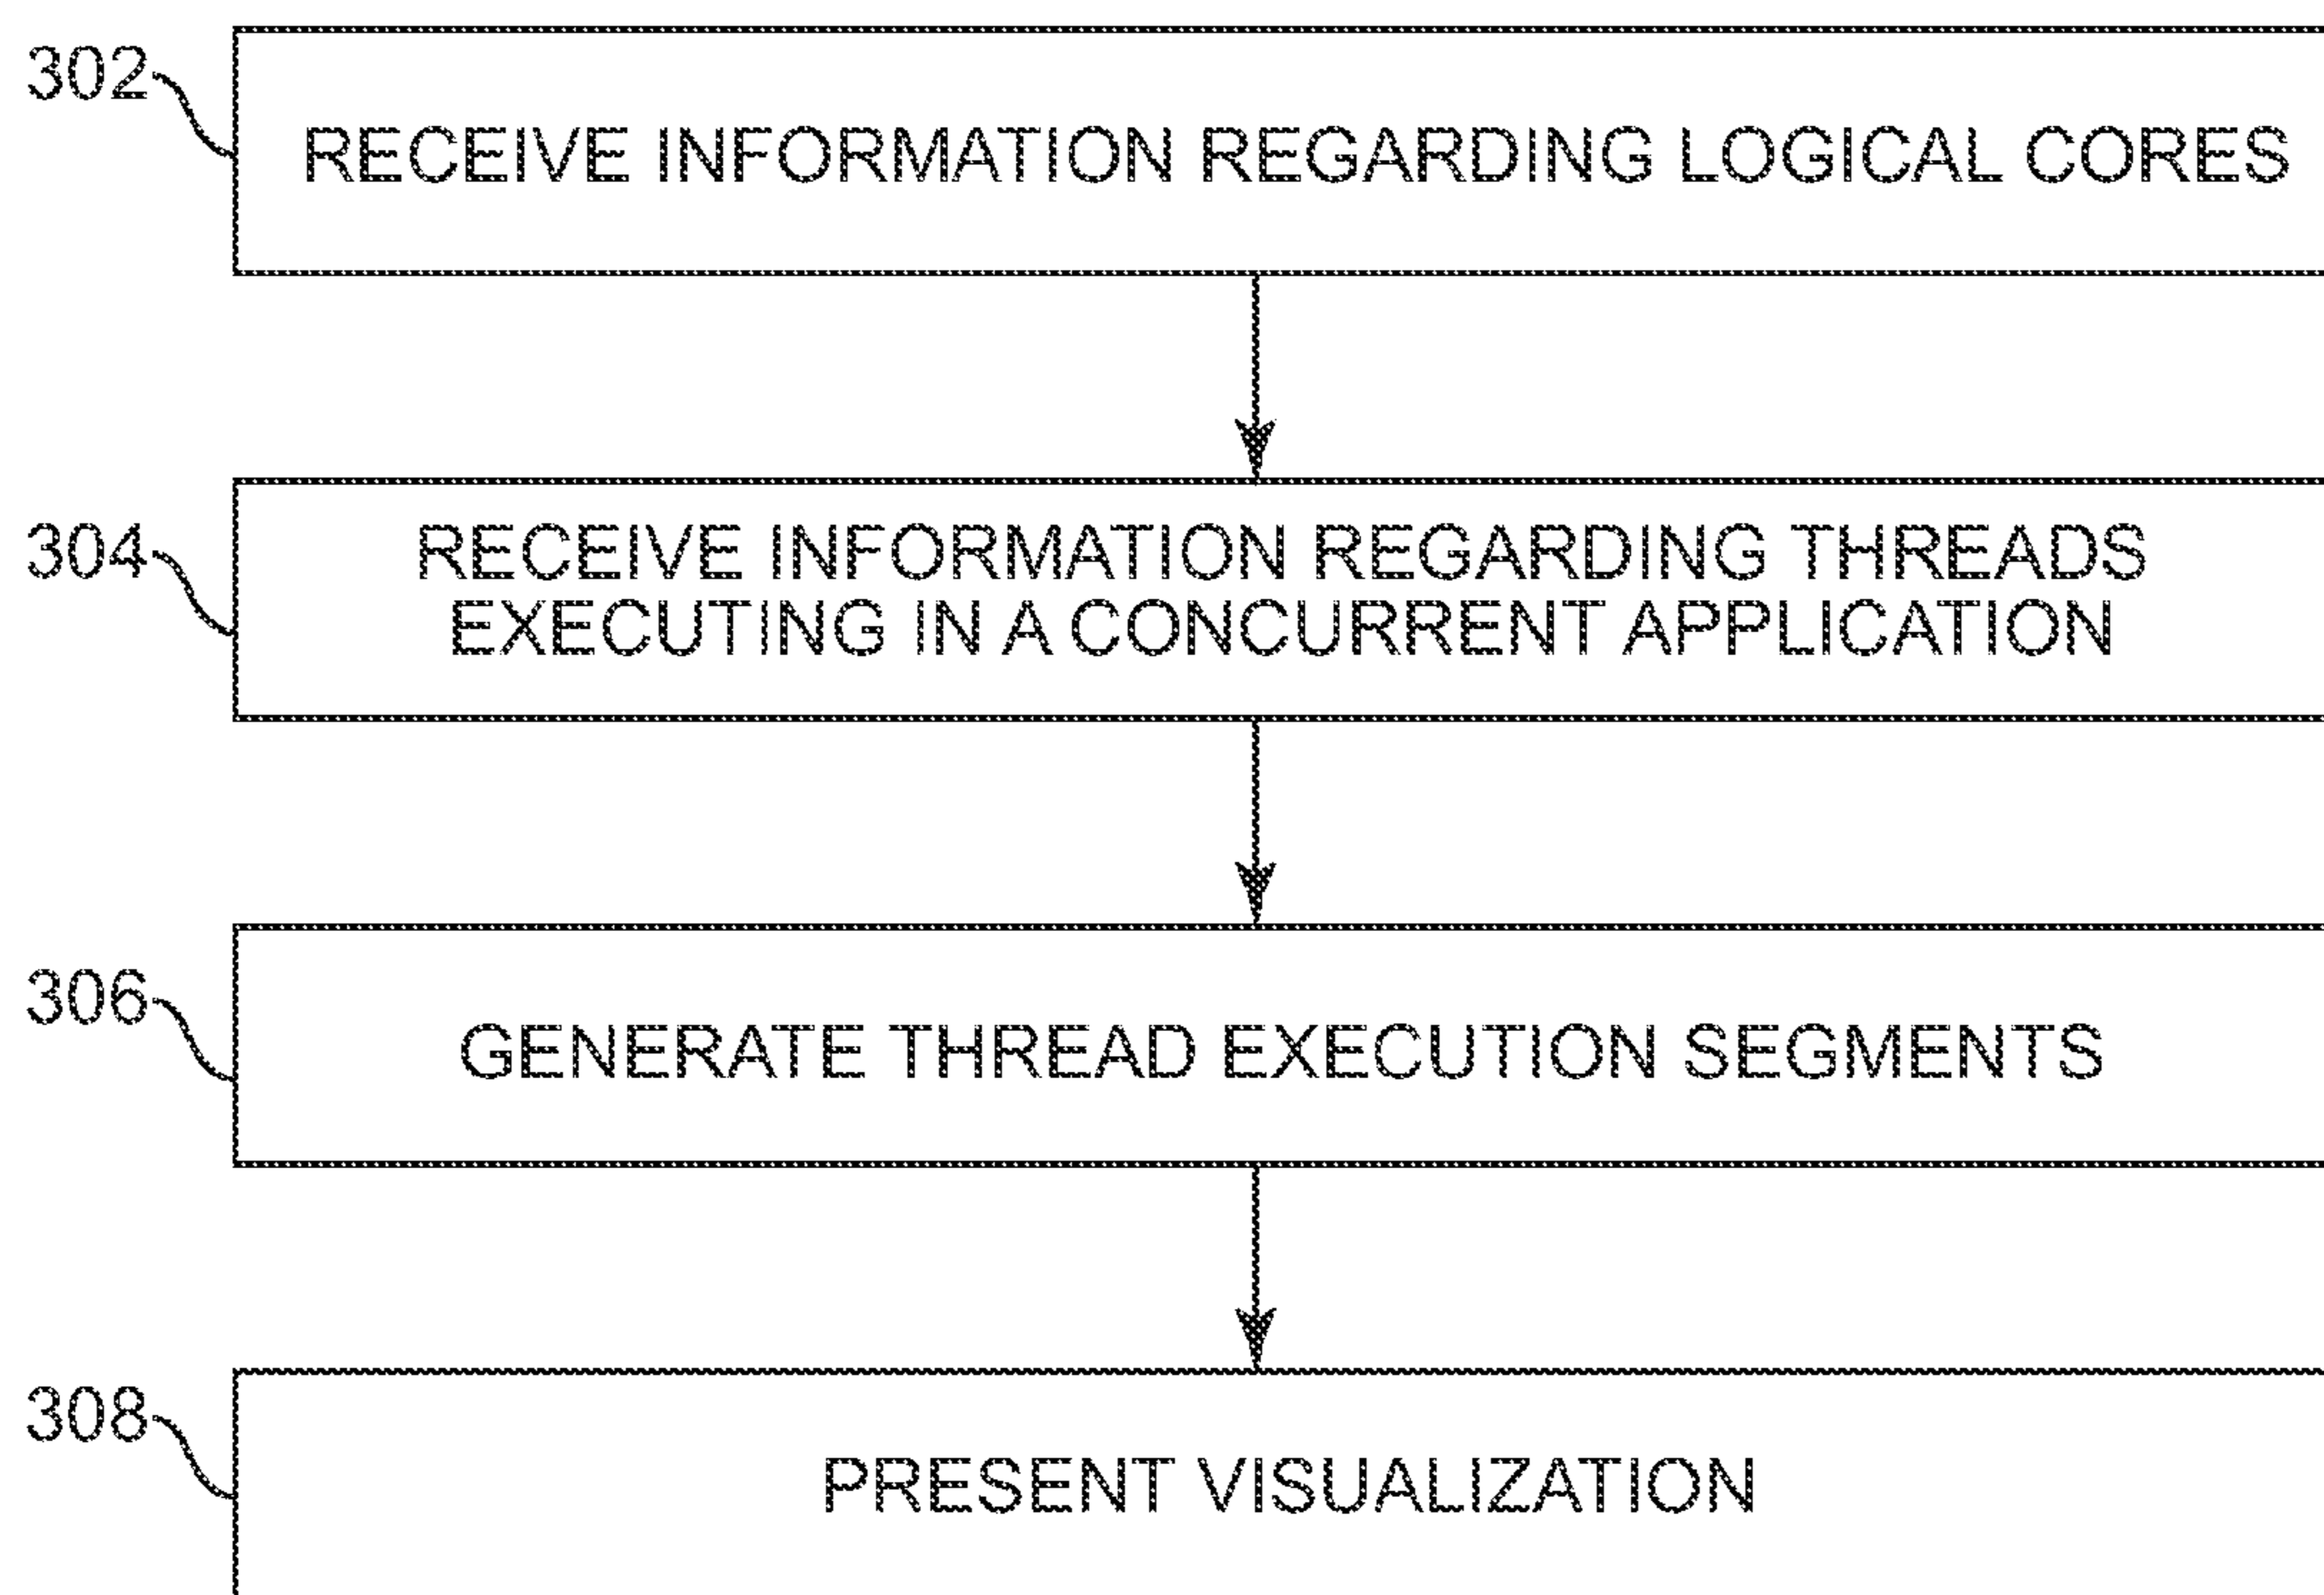 302
RECEIVE INFORMATION REGARDING LOGICAL CORES
304
RECEIVE INFORMATION REGARDING THREADS
EXECUTING IN A CONCURRENT APPLICATION
306
GENERATE THREAD EXECUTION SEGMENTS
308
PRESENT VISUALIZATION